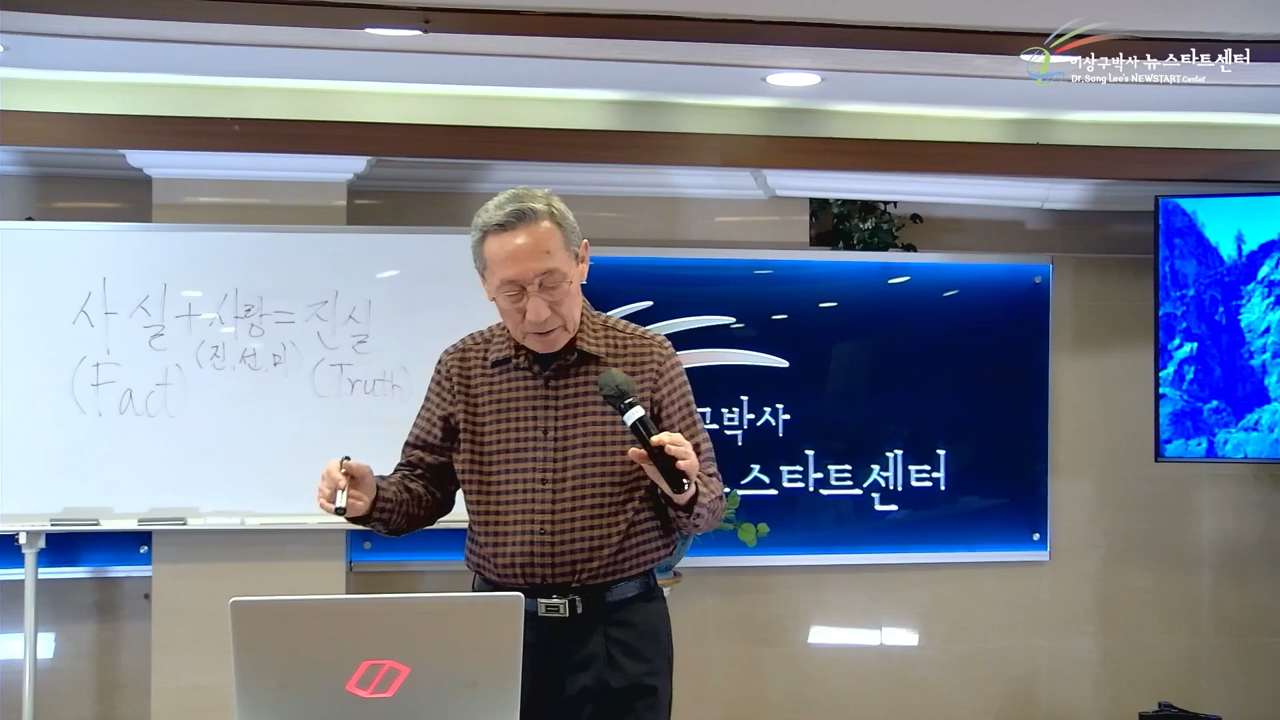 이상구박사 뉴스타트센터
Dr. Sang Lee's NEWSTART Center
사실+사랑=진실
(진,선,미)
(Fact) (Truth)
구박사
스타트센터